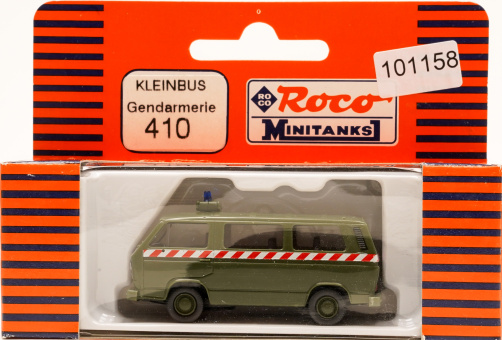 KLEINBUS
Gendarmerie
410
ROCO
Roco
MINITANKS
101158